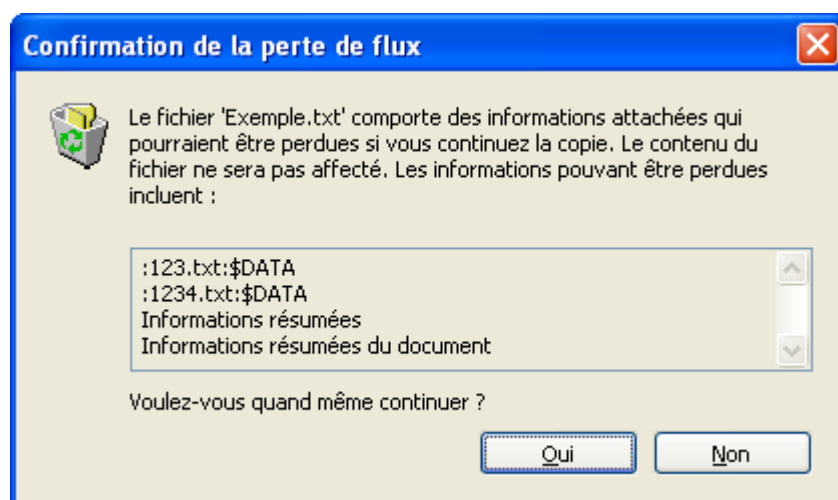 Confirmation de la perte de flux
Le fichier 'Exemple.txt' comporte des informations attachées qui
pourraient être perdues si vous continuez la copie. Le contenu du
fichier ne sera pas affecté. Les informations pouvant être perdues
incluent :
:123.txt:$DATA
:1234.txt:$DATA
Informations résumées
Informations résumées du document
Voulez-vous quand même continuer ?
Oui Non